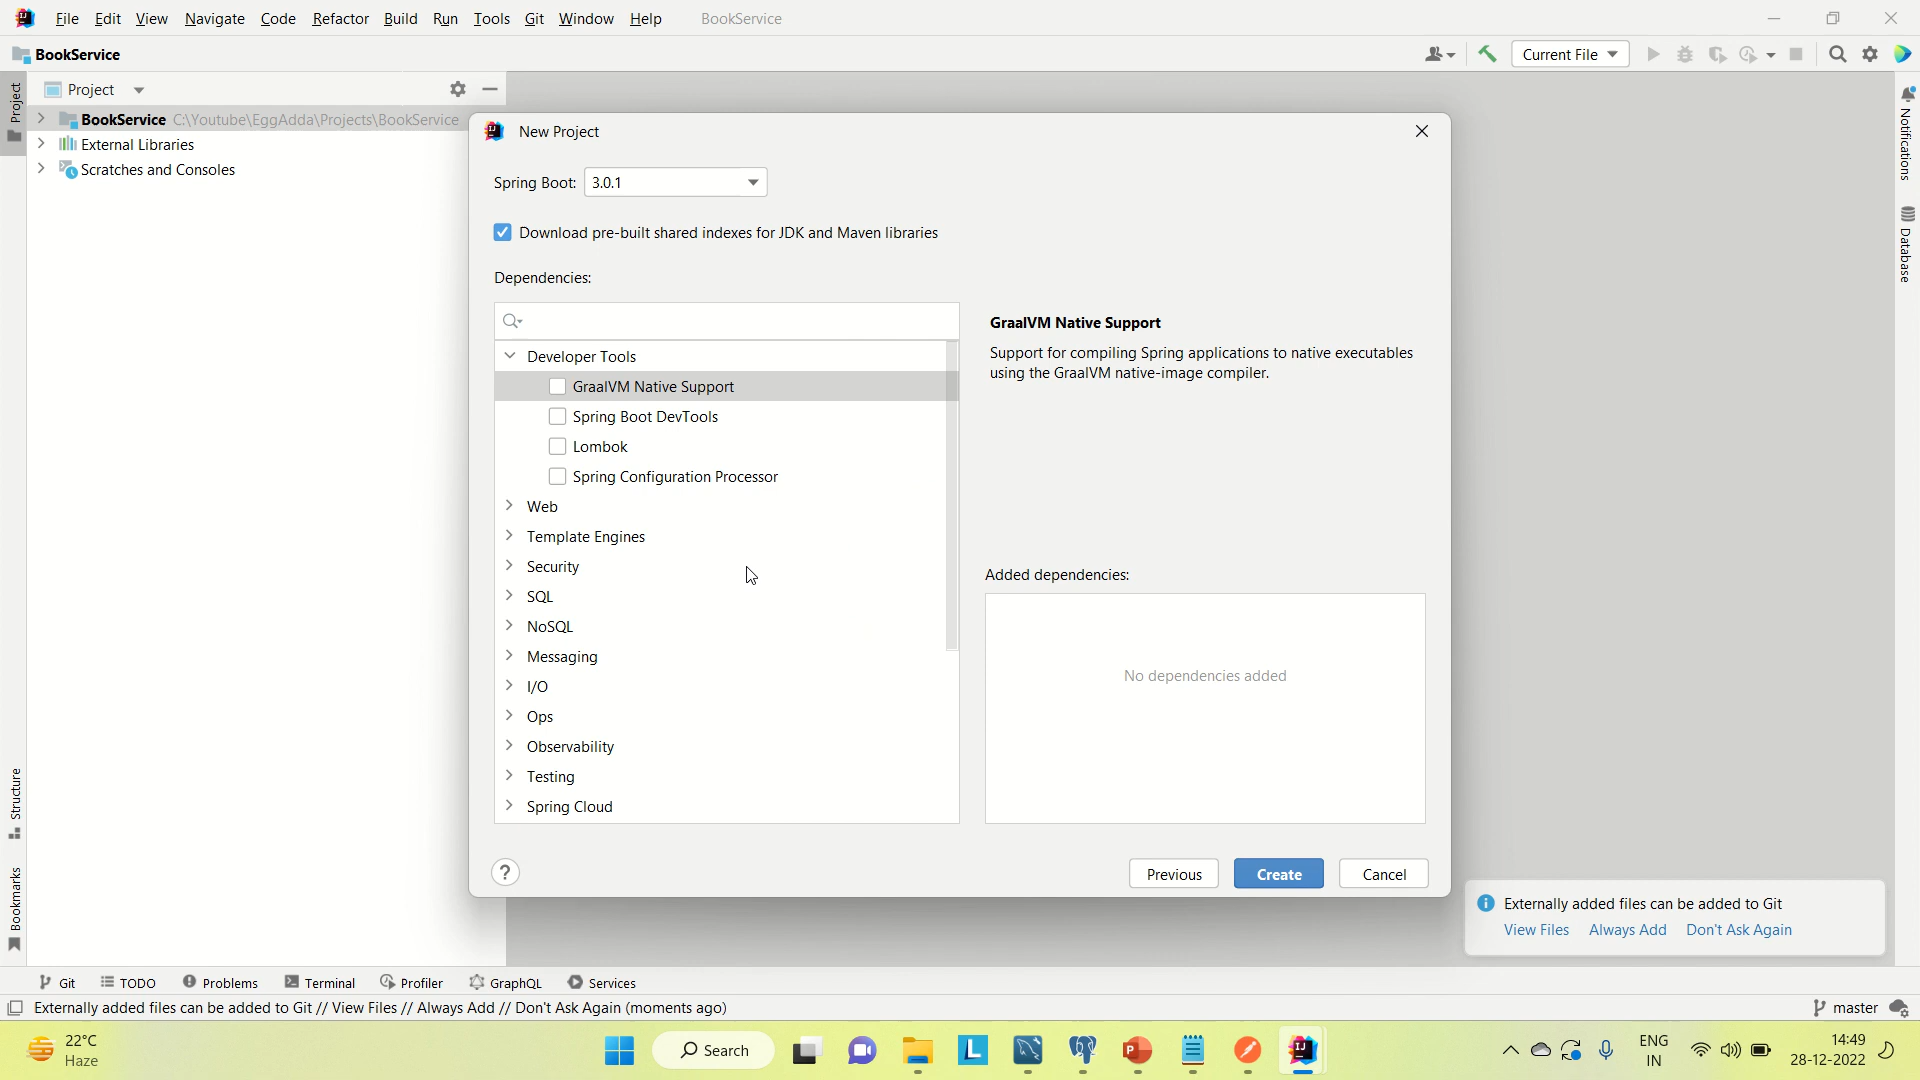 File Edit View Navigate Code Refactor Build Run Tools Git Window Help BookService
BookService
Current File
Project
Project
BookService C:\Youtube\EggAdda\Projects\BookService
External Libraries
Scratches and Consoles
Structure
Bookmarks
New Project
Spring Boot: 3.0.1
Download pre-built shared indexes for JDK and Maven libraries
Dependencies:
Developer Tools
GraalVM Native Support
Spring Boot DevTools
Lombok
Spring Configuration Processor
Web
Template Engines
Security
SQL
NoSQL
Messaging
I/O
Ops
Observability
Testing
Spring Cloud
GraalVM Native Support
Support for compiling Spring applications to native executables
using the GraalVM native-image compiler.
Added dependencies:
No dependencies added
?
Previous Create Cancel
Notifications
Database
Externally added files can be added to Git
View Files Always Add Don't Ask Again
Git TODO Problems Terminal Profiler GraphQL Services
Externally added files can be added to Git // View Files // Always Add // Don't Ask Again (moments ago)
master
22°C
Haze
Search
ENG
IN
14:49
28-12-2022